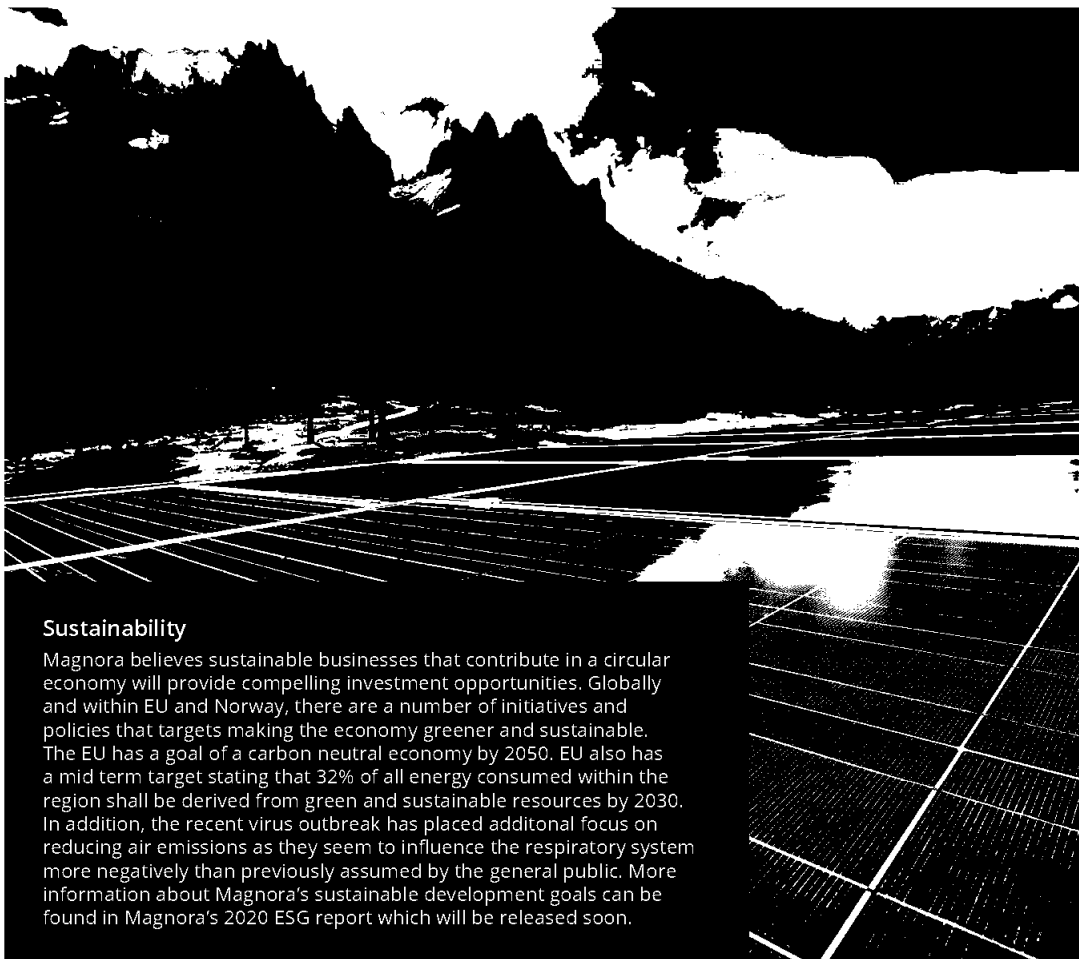 Sustainability
Magnora believes sustainable businesses that contribute in a circular
economy will provide compelling investment opportunities. Globally
and within EU and Norway, there are a number of initiatives and
policies that targets making the economy greener and sustainable.
The EU has a goal of a carbon neutral economy by 2050. EU also has
a mid term target stating that 32% of all energy consumed within the
region shall be derived from green and sustainable resources by 2030.
In addition, the recent virus outbreak has placed additonal focus on
reducing air emissions as they seem to influence the respiratory system
more negatively than previously assumed by the general public. More
information about Magnora’s sustainable development goals can be
found in Magnora’s 2020 ESG report which will be released soon.